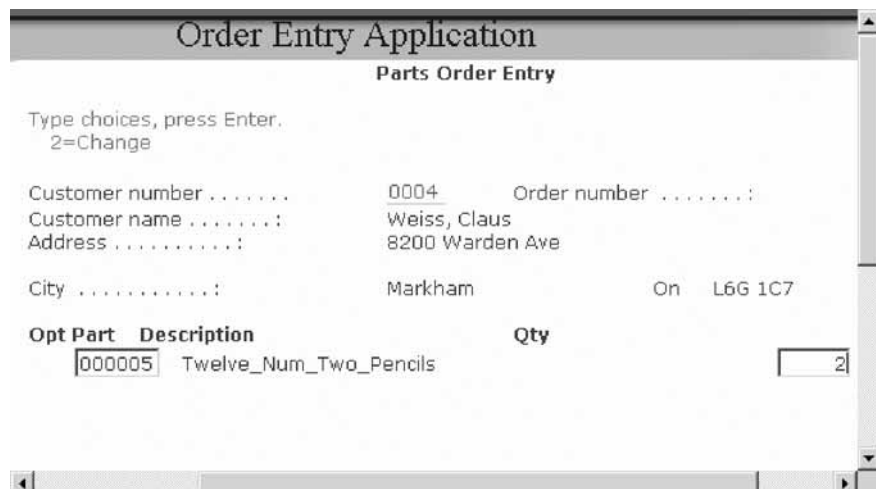 Order Entry Application
Parts Order Entry
Type choices, press Enter.
2=Change
Customer number . . . . . . . 0004 Order number . . . . . . . :
Customer name . . . . . . . : Weiss, Claus
Address . . . . . . . . . . : 8200 Warden Ave
City . . . . . . . . . . . : Markham On L6G 1C7
Opt Part Description Qty
000005 Twelve_Num_Two_Pencils 2